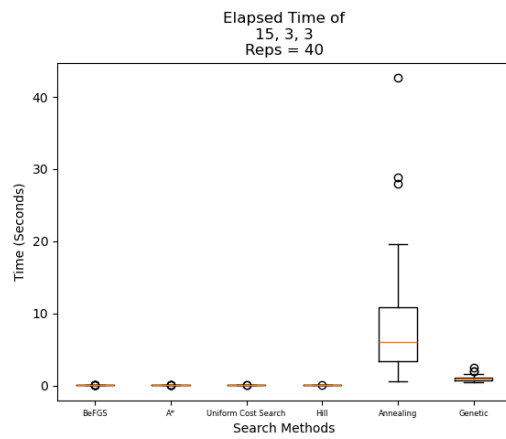 Elapsed Time of
15, 3, 3
Reps = 40
Time (Seconds)
40
30
20
10
0
BeFGS A* Uniform Cost Search Hill Annealing Genetic
Search Methods